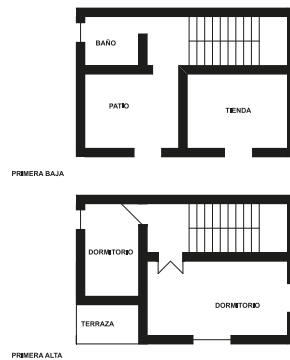 BAÑO
PATIO
TIENDA
PRIMERA BAJA
DORMITORIO
DORMITORIO
TERRAZA
PRIMERA ALTA